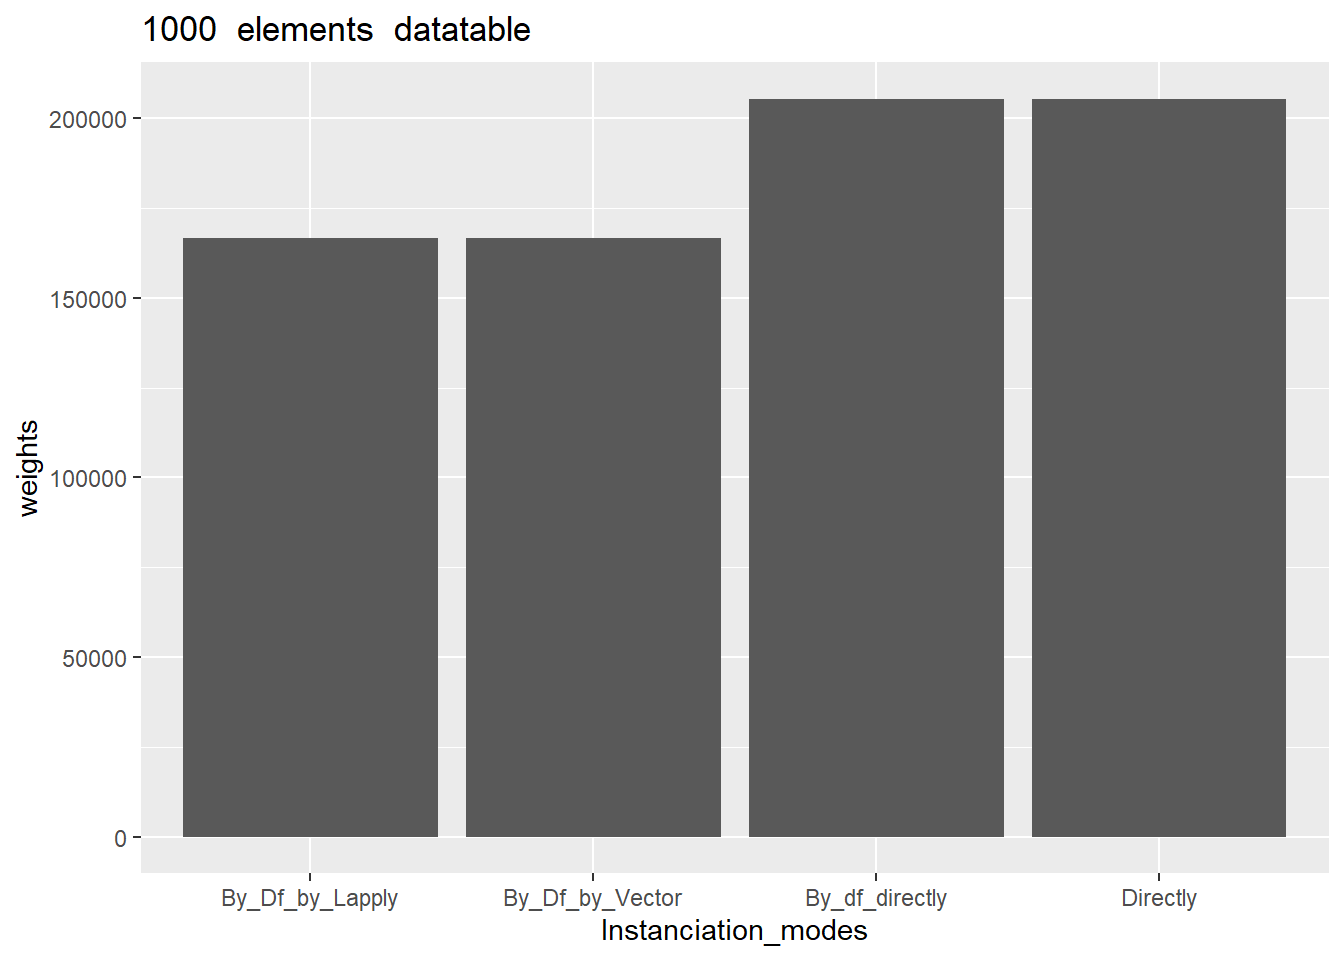 1000 elements datatable
200000
150000
100000
50000
0
weights
By_Df_by_Lapply
By_Df_by_Vector
By_df_directly
Directly
Instanciation_modes